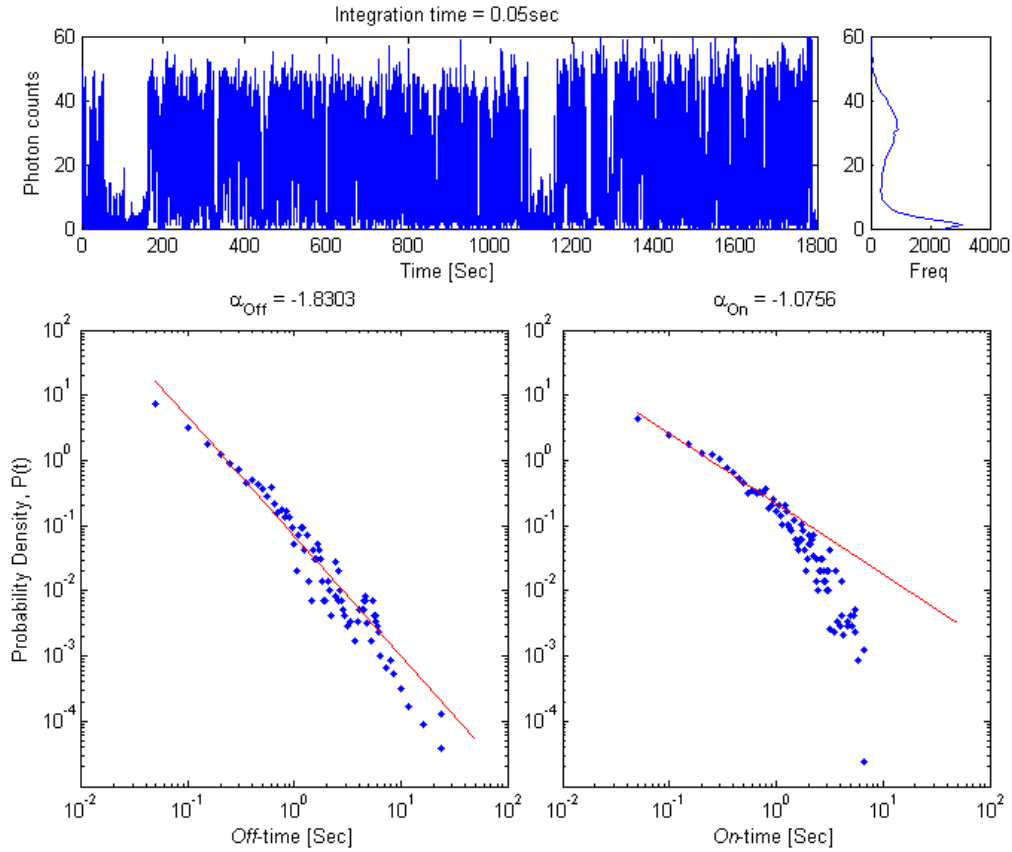 Integration time = 0.05sec
Photon counts
60
40
20
0
0 200 400 600 800 1000 1200 1400 1600 1800
Time [Sec]
60
40
20
0
0 2000 4000
Freq
αOff = -1.8303
Probability Density, P(t)
10^2
10^1
10^0
10^-1
10^-2
10^-3
10^-4
10^-2 10^-1 10^0 10^1 10^2
Off-time [Sec]
αOn = -1.0756
10^2
10^1
10^0
10^-1
10^-2
10^-3
10^-4
10^-2 10^-1 10^0 10^1 10^2
On-time [Sec]